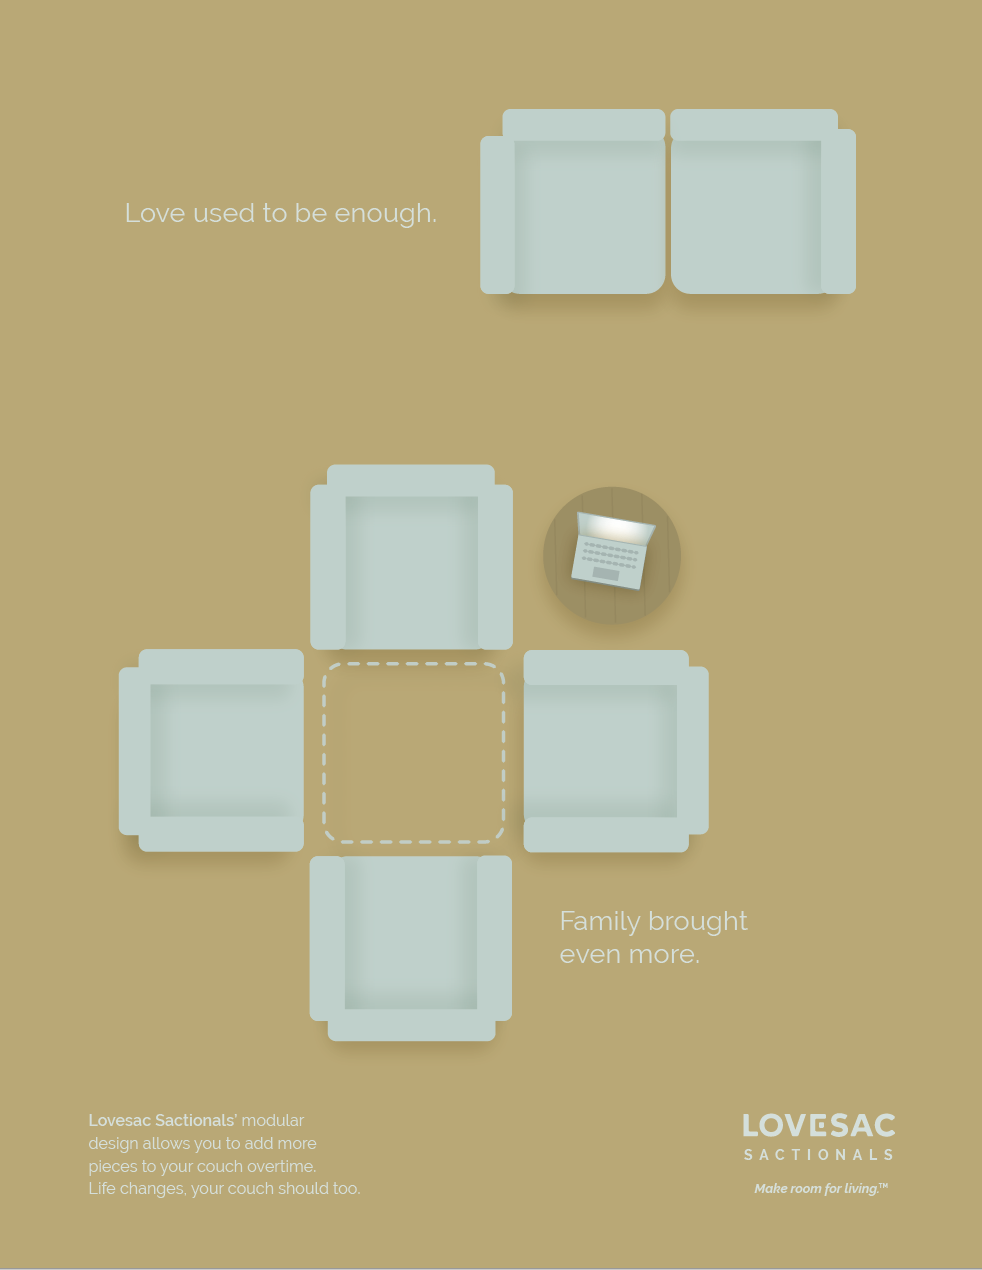 Love used to be enough.
Family brought
even more.
Lovesac Sactionals’ modular
design allows you to add more
pieces to your couch overtime.
Life changes, your couch should too.
LOVESAC
SACTIONALS
Make room for living.™